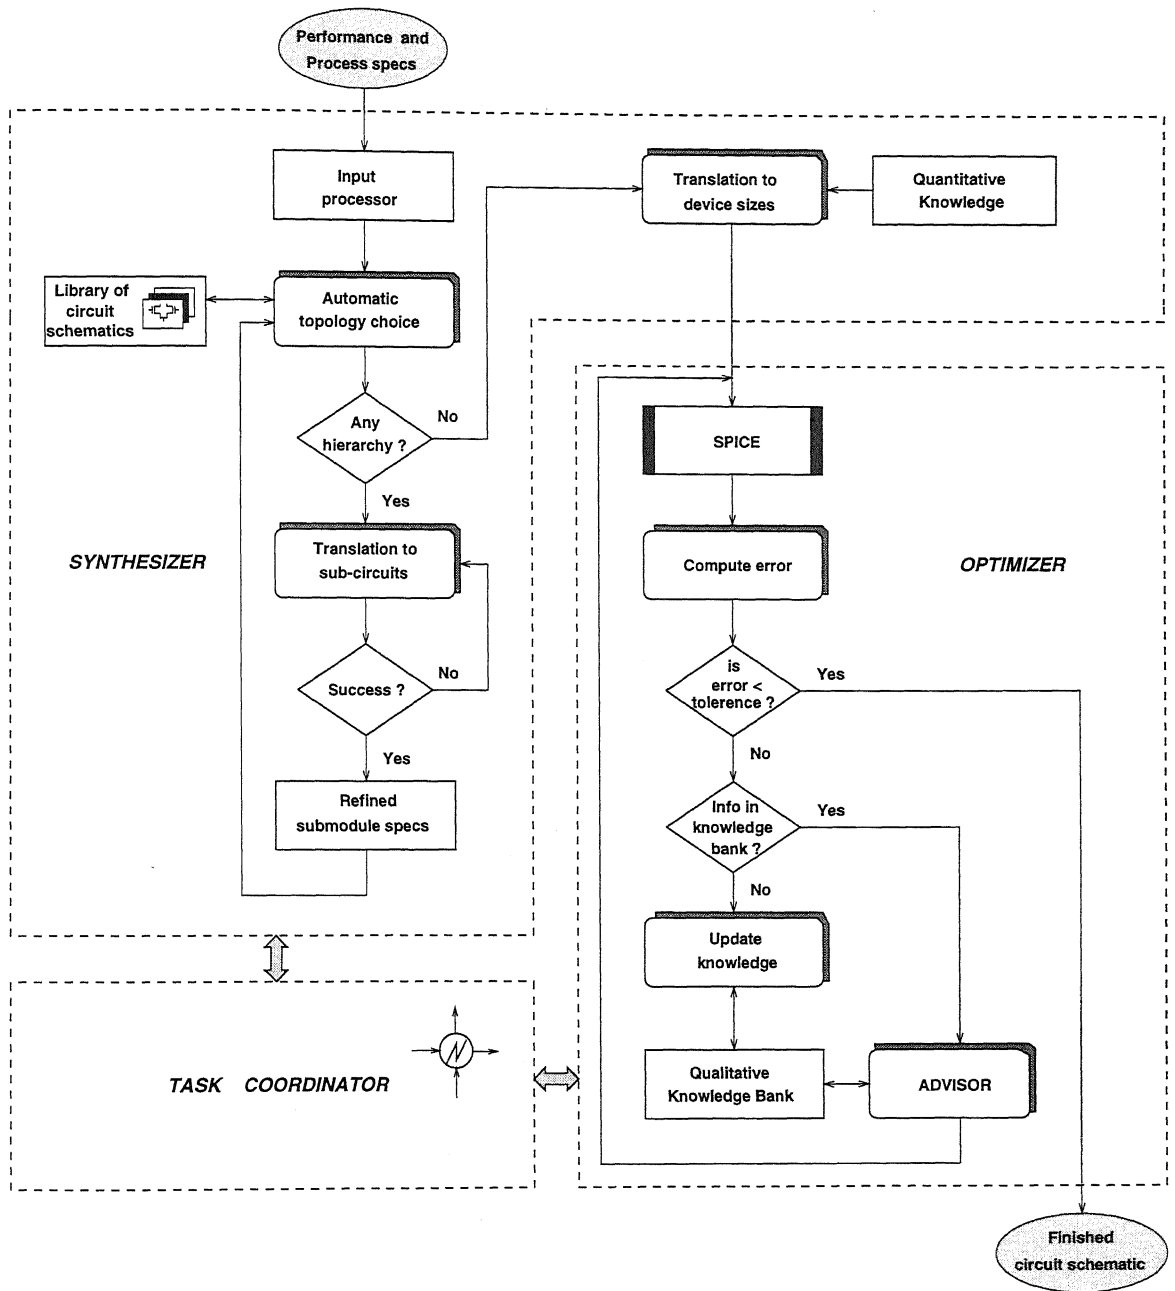 Performance and
Process specs
Input
processor
Translation to
device sizes
Quantitative
Knowledge
Library of
circuit
schematics
Automatic
topology choice
Any
hierarchy ?
No
Yes
SPICE
SYNTHESIZER
Translation to
sub-circuits
Compute error
OPTIMIZER
Success ?
No
Yes
is
error <
tolerence ?
Yes
No
Refined
submodule specs
Info in
knowledge
bank ?
Yes
No
Update
knowledge
TASK COORDINATOR
Qualitative
Knowledge Bank
ADVISOR
Finished
circuit schematic